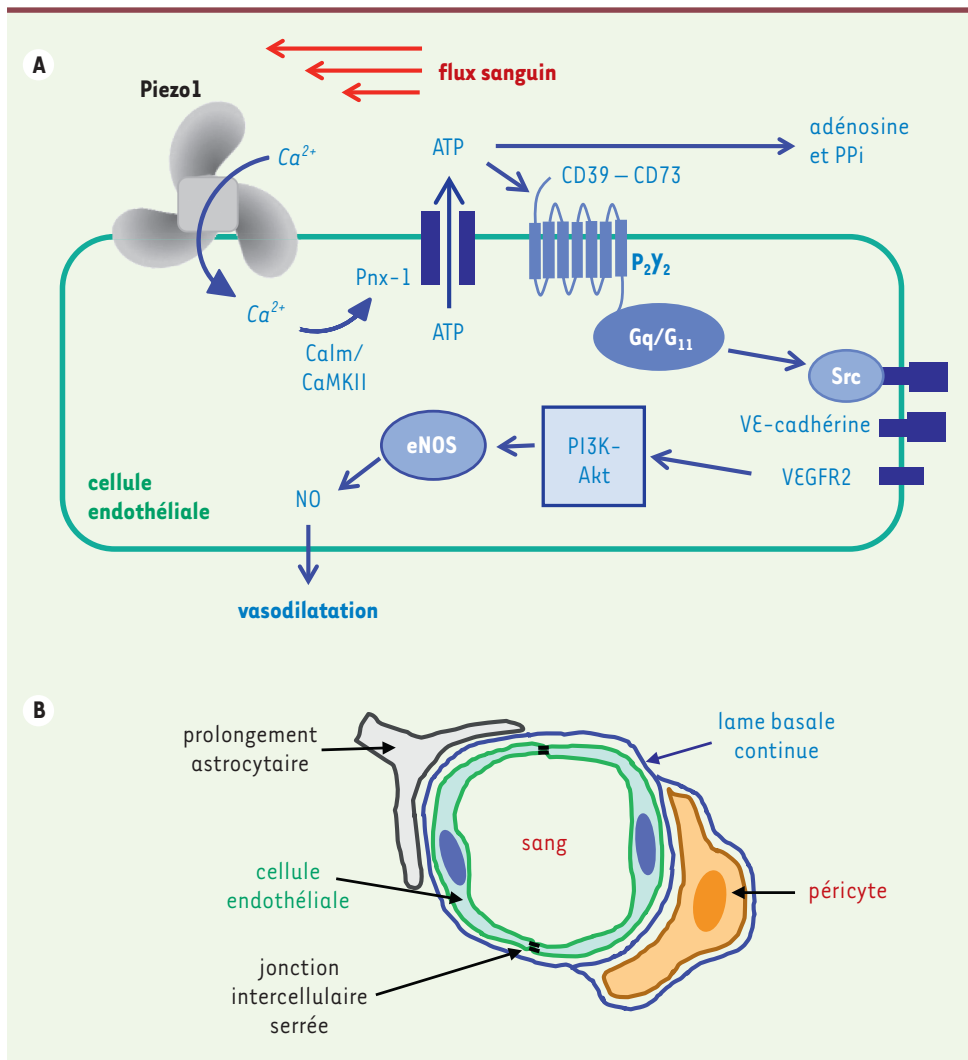 A
flux sanguin
Piezo1
Ca²⁺
ATP
adénosine
et PPi
CD39 – CD73
P₂Y₂
Pnx-1
Ca²⁺
ATP
Calm/
CaMKII
Gq/G₁₁
Src
VE-cadhérine
eNOS
PI3K-
Akt
VEGFR2
cellule
endothéliale
NO
vasodilatation
B
prolongement
astrocytaire
lame basale
continue
sang
cellule
endothéliale
péricyte
jonction
intercellulaire
serrée